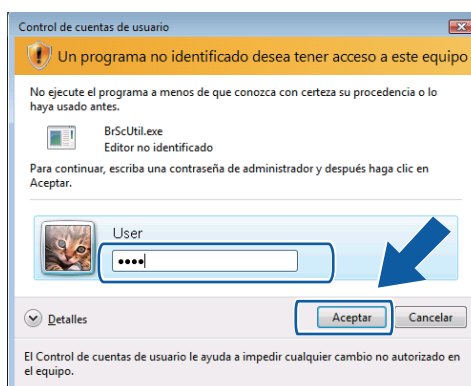 Control de cuentas de usuario
Un programa no identificado desea tener acceso a este equipo
No ejecute el programa a menos de que conozca con certeza su procedencia o lo
haya usado antes.
BrScUtil.exe
Editor no identificado
Para continuar, escriba una contraseña de administrador y después haga clic en
Aceptar.
User
••••
Detalles
Aceptar
Cancelar
El Control de cuentas de usuario le ayuda a impedir cualquier cambio no autorizado en
el equipo.